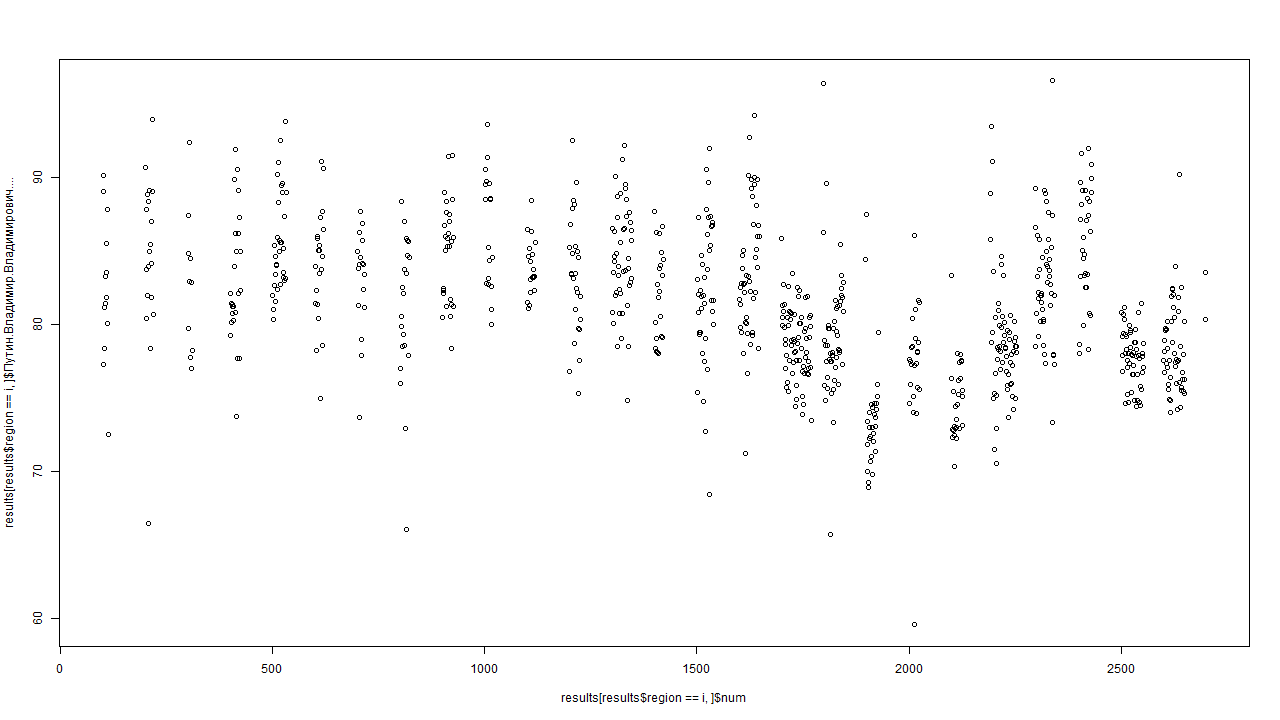 results[results$region == i, ]$Путин.Владимир.Владимирович....
90
80
70
60
0 500 1000 1500 2000 2500
results[results$region == i, ]$num